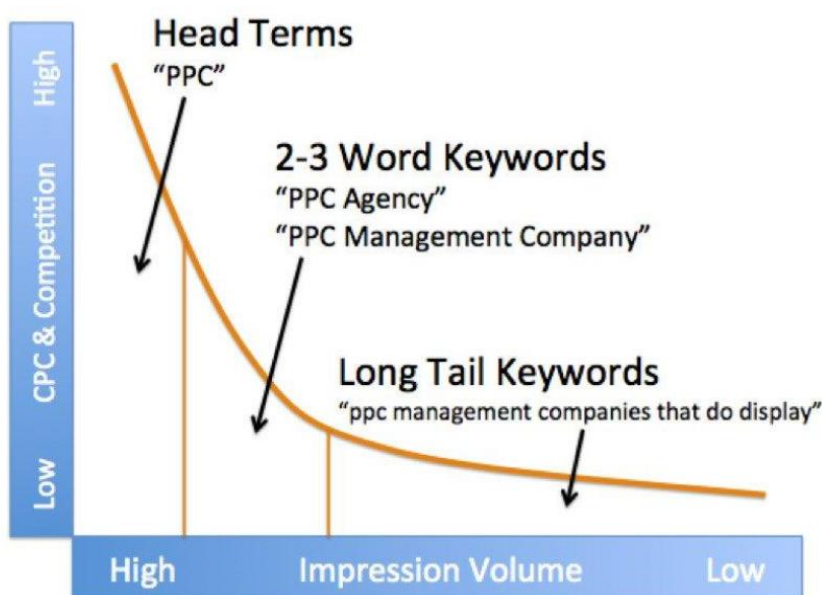 Head Terms
“PPC”
2-3 Word Keywords
“PPC Agency”
“PPC Management Company”
Long Tail Keywords
“ppc management companies that do display”
High
CPC & Competition
Low
High Impression Volume Low